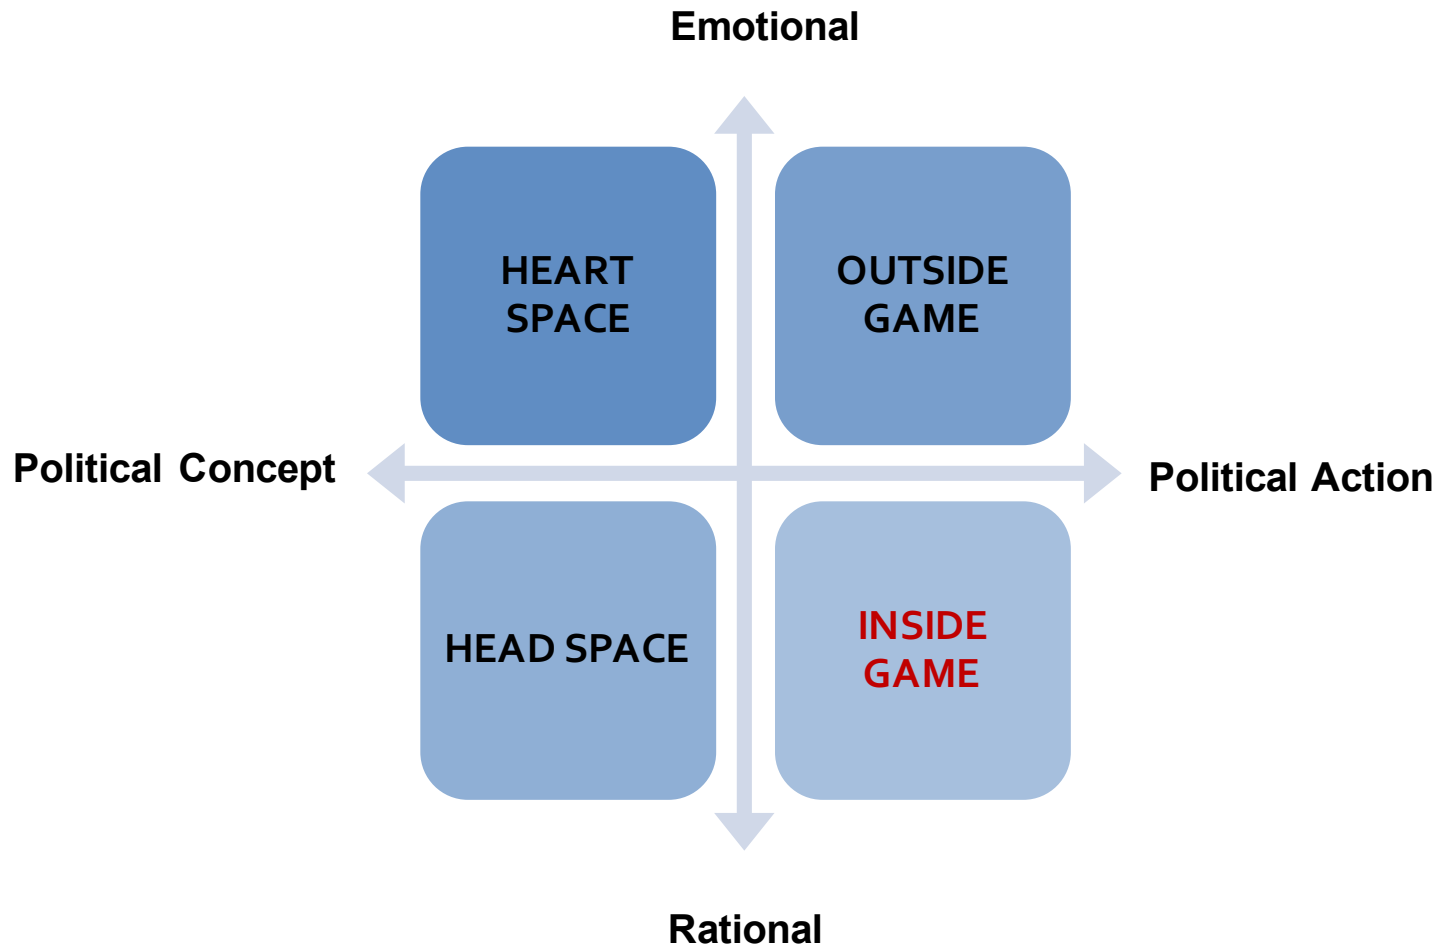 Emotional
HEART
SPACE
OUTSIDE
GAME
Political Concept
Political Action
HEAD SPACE
INSIDE
GAME
Rational